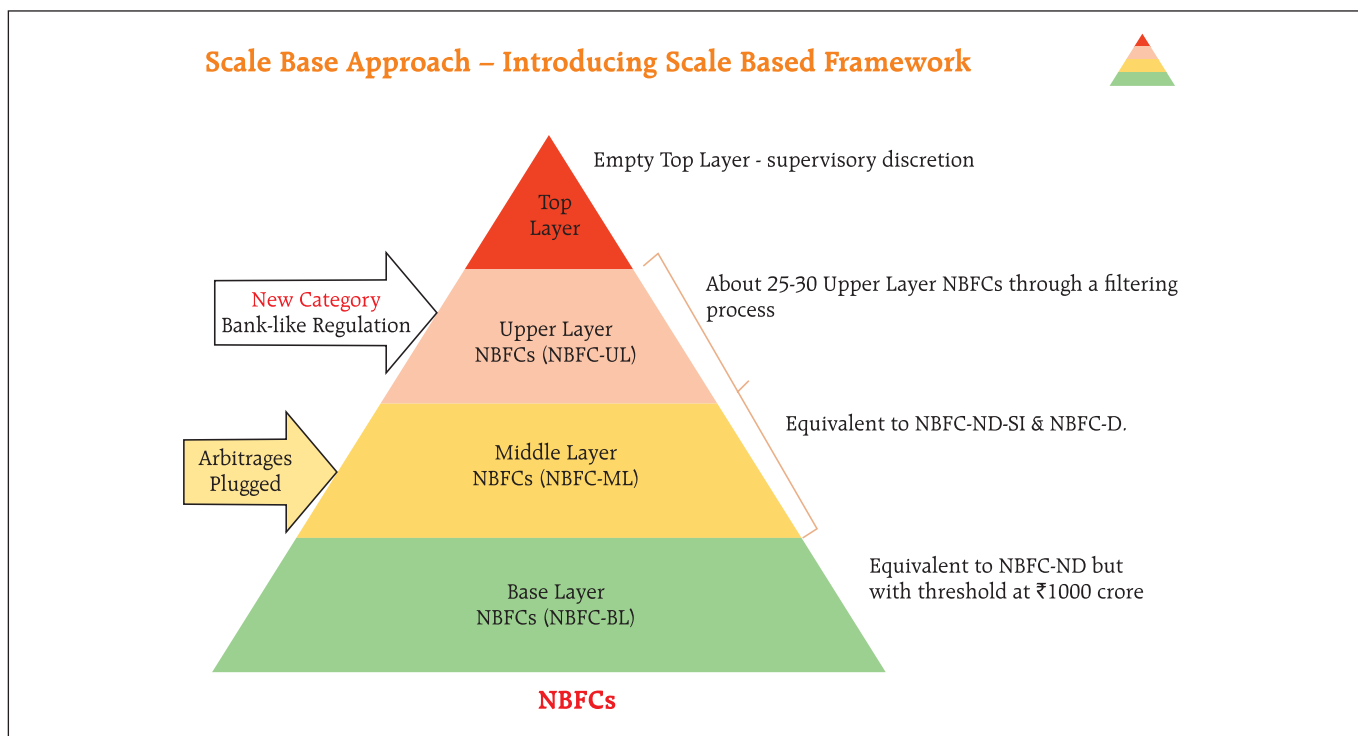 Scale Base Approach – Introducing Scale Based Framework
Empty Top Layer - supervisory discretion
Top
Layer
About 25-30 Upper Layer NBFCs through a filtering
process
New Category
Bank-like Regulation
Upper Layer
NBFCs (NBFC-UL)
Equivalent to NBFC-ND-SI & NBFC-D.
Arbitrages
Plugged
Middle Layer
NBFCs (NBFC-ML)
Equivalent to NBFC-ND but
with threshold at ₹1000 crore
Base Layer
NBFCs (NBFC-BL)
NBFCs